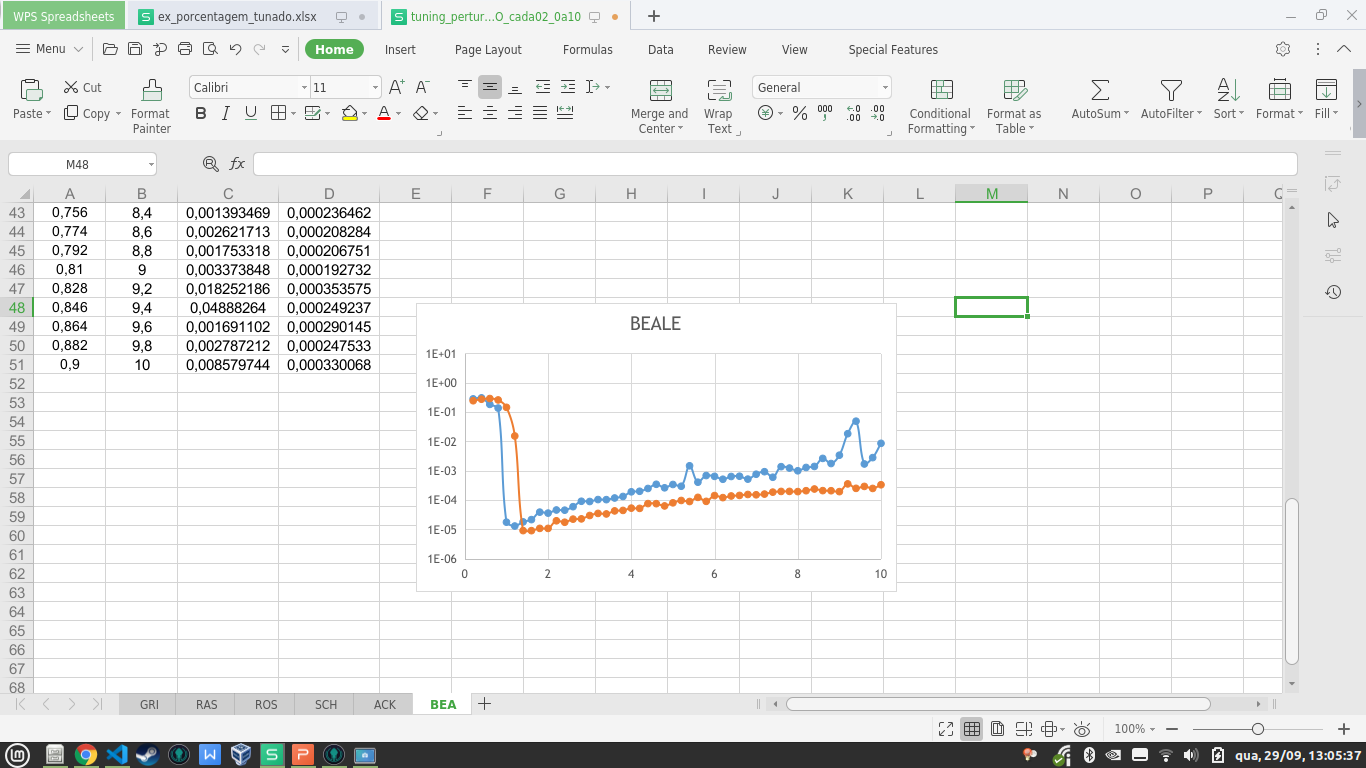 WPS Spreadsheets ex_porcentagem_tunado.xlsx tuning_pertur...O_cada02_0a10
Menu Home Insert Page Layout Formulas Data Review View Special Features
Cut Calibri 11 General
Paste Copy Format Painter B I U A Merge and Center Wrap Text % 000 Conditional Formatting Format as Table AutoSum AutoFilter Sort Format Fill
M48 fx
A B C D E F G H I J K L M N O P Q
43 0,756 8,4 0,001393469 0,000236462
44 0,774 8,6 0,002621713 0,000208284
45 0,792 8,8 0,001753318 0,000206751
46 0,81 9 0,003373848 0,000192732
47 0,828 9,2 0,018252186 0,000353575
48 0,846 9,4 0,04888264 0,000249237
49 0,864 9,6 0,001691102 0,000290145
50 0,882 9,8 0,002787212 0,000247533
51 0,9 10 0,008579744 0,000330068
52
53
54
55
56
57
58
59
60
61
62
63
64
65
66
67
68
BEALE
1E+01
1E+00
1E-01
1E-02
1E-03
1E-04
1E-05
1E-06
0 2 4 6 8 10
GRI RAS ROS SCH ACK BEA
100%
qua, 29/09, 13:05:37